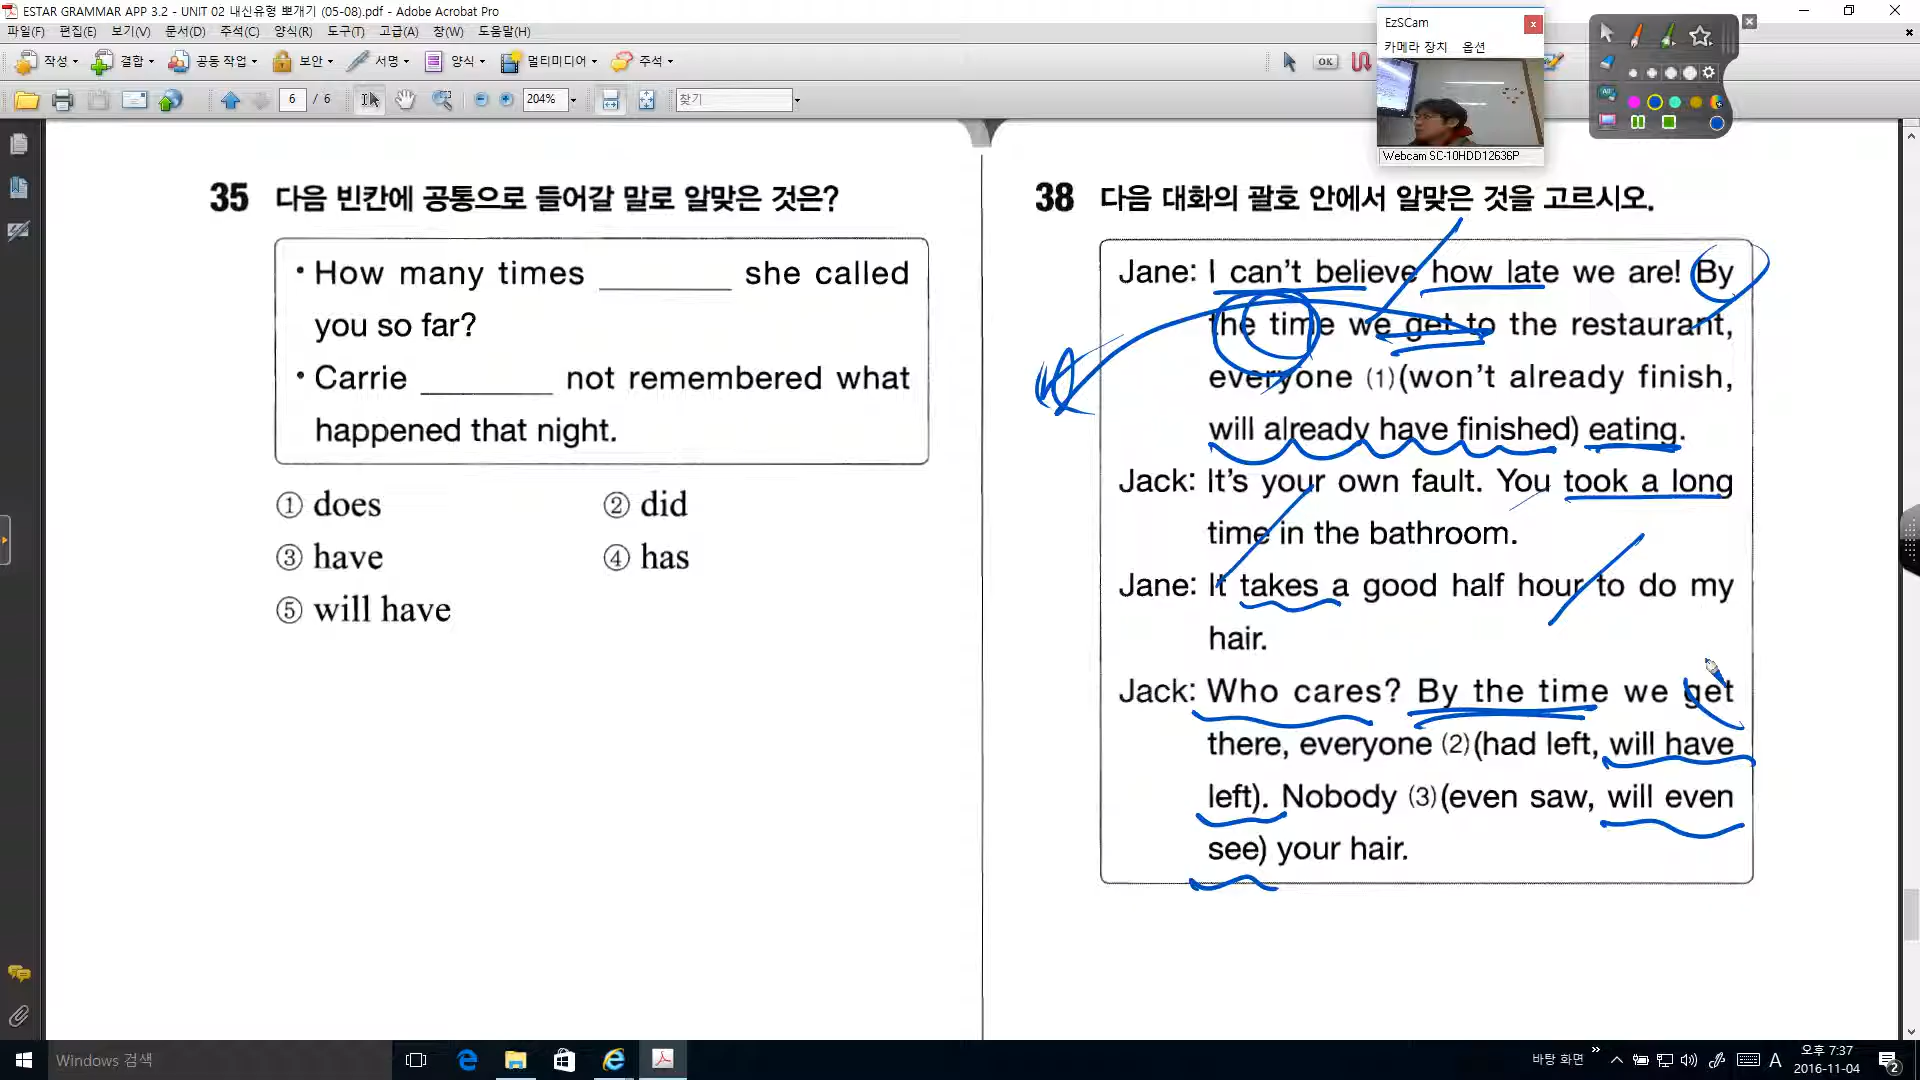 ESTAR GRAMMAR APP 3.2 - UNIT 02 내신유형 뽀개기 (05-08).pdf - Adobe Acrobat Pro
파일(F) 편집(E) 보기(V) 문서(D) 주석(C) 양식(R) 도구(T) 고급(A) 창(W) 도움말(H)
작성 결합 공동 작업 보안 서명 양식 멀티미디어 주석
OK
6 / 6 204% 찾기
EzSCam
카메라 장치 옵션
Webcam SC-10HDD12636P
35 다음 빈칸에 공통으로 들어갈 말로 알맞은 것은?
• How many times ________ she called
you so far?
• Carrie ________ not remembered what
happened that night.
① does ② did
③ have ④ has
⑤ will have
38 다음 대화의 괄호 안에서 알맞은 것을 고르시오.
Jane: I can't believe how late we are! By
the time we get to the restaurant,
everyone (1)(won't already finish,
will already have finished) eating.
Jack: It's your own fault. You took a long
time in the bathroom.
Jane: It takes a good half hour to do my
hair.
Jack: Who cares? By the time we get
there, everyone (2)(had left, will have
left). Nobody (3)(even saw, will even
see) your hair.
Windows 검색
바탕 화면
A
오후 7:37
2016-11-04
2